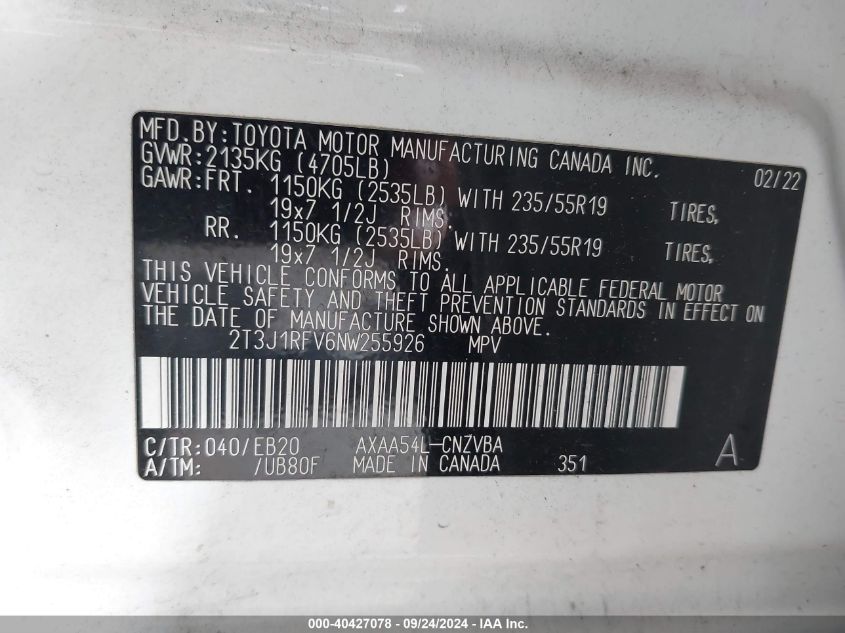 MFD.BY:TOYOTA MOTOR MANUFACTURING CANADA INC.
GVWR:2135KG (4705LB) 02/22
GAWR:FRT. 1150KG (2535LB) WITH 235/55R19 TIRES,
19x7 1/2J RIMS.
RR. 1150KG (2535LB) WITH 235/55R19 TIRES,
19x7 1/2J RIMS.
THIS VEHICLE CONFORMS TO ALL APPLICABLE FEDERAL MOTOR
VEHICLE SAFETY AND THEFT PREVENTION STANDARDS IN EFFECT ON
THE DATE OF MANUFACTURE SHOWN ABOVE.
2T3J1RFV6NW255926 MPV
C/TR:040/EB20 AXAA54L-CNZVBA
A/TM: /UB80F MADE IN CANADA 351 A
000-40427078 - 09/24/2024 - IAA Inc.